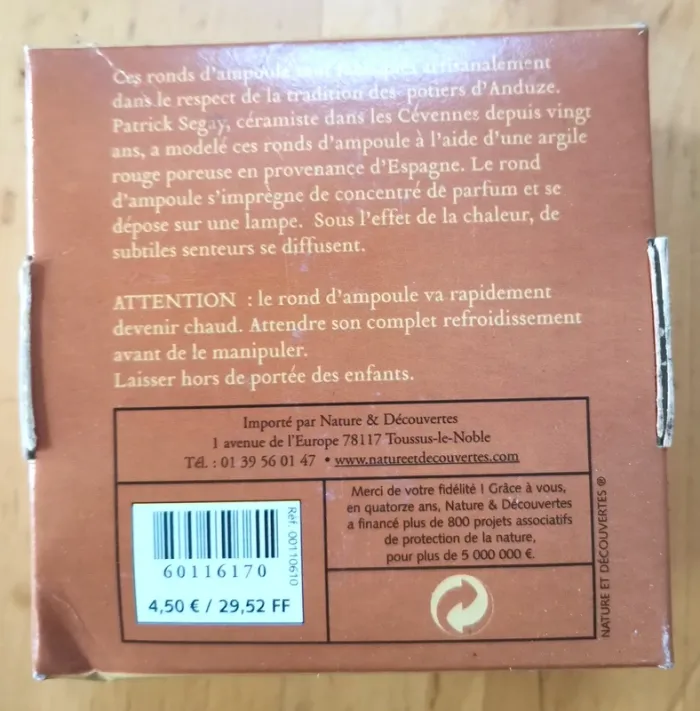 Ces ronds d'ampoule sont artisanalement
dans le respect de la tradition des potiers d'Anduze.
Patrick Segay, céramiste dans les Cévennes depuis vingt
ans, a modelé ces ronds d'ampoule à l'aide d'une argile
rouge poreuse en provenance d'Espagne. Le rond
d'ampoule s'imprègne de concentré de parfum et se
dépose sur une lampe. Sous l'effet de la chaleur, de
subtiles senteurs se diffusent.
ATTENTION : le rond d'ampoule va rapidement
devenir chaud. Attendre son complet refroidissement
avant de le manipuler.
Laisser hors de portée des enfants.
Importé par Nature & Découvertes
1 avenue de l'Europe 78117 Toussus-le-Noble
Tél. : 01 39 56 01 47 • www.natureetdecouvertes.com
Réf. 00110610
60116170
4,50 € / 29,52 FF
Merci de votre fidélité ! Grâce à vous,
en quatorze ans, Nature & Découvertes
a financé plus de 800 projets associatifs
de protection de la nature,
pour plus de 5 000 000 €.
NATURE ET DÉCOUVERTES ®